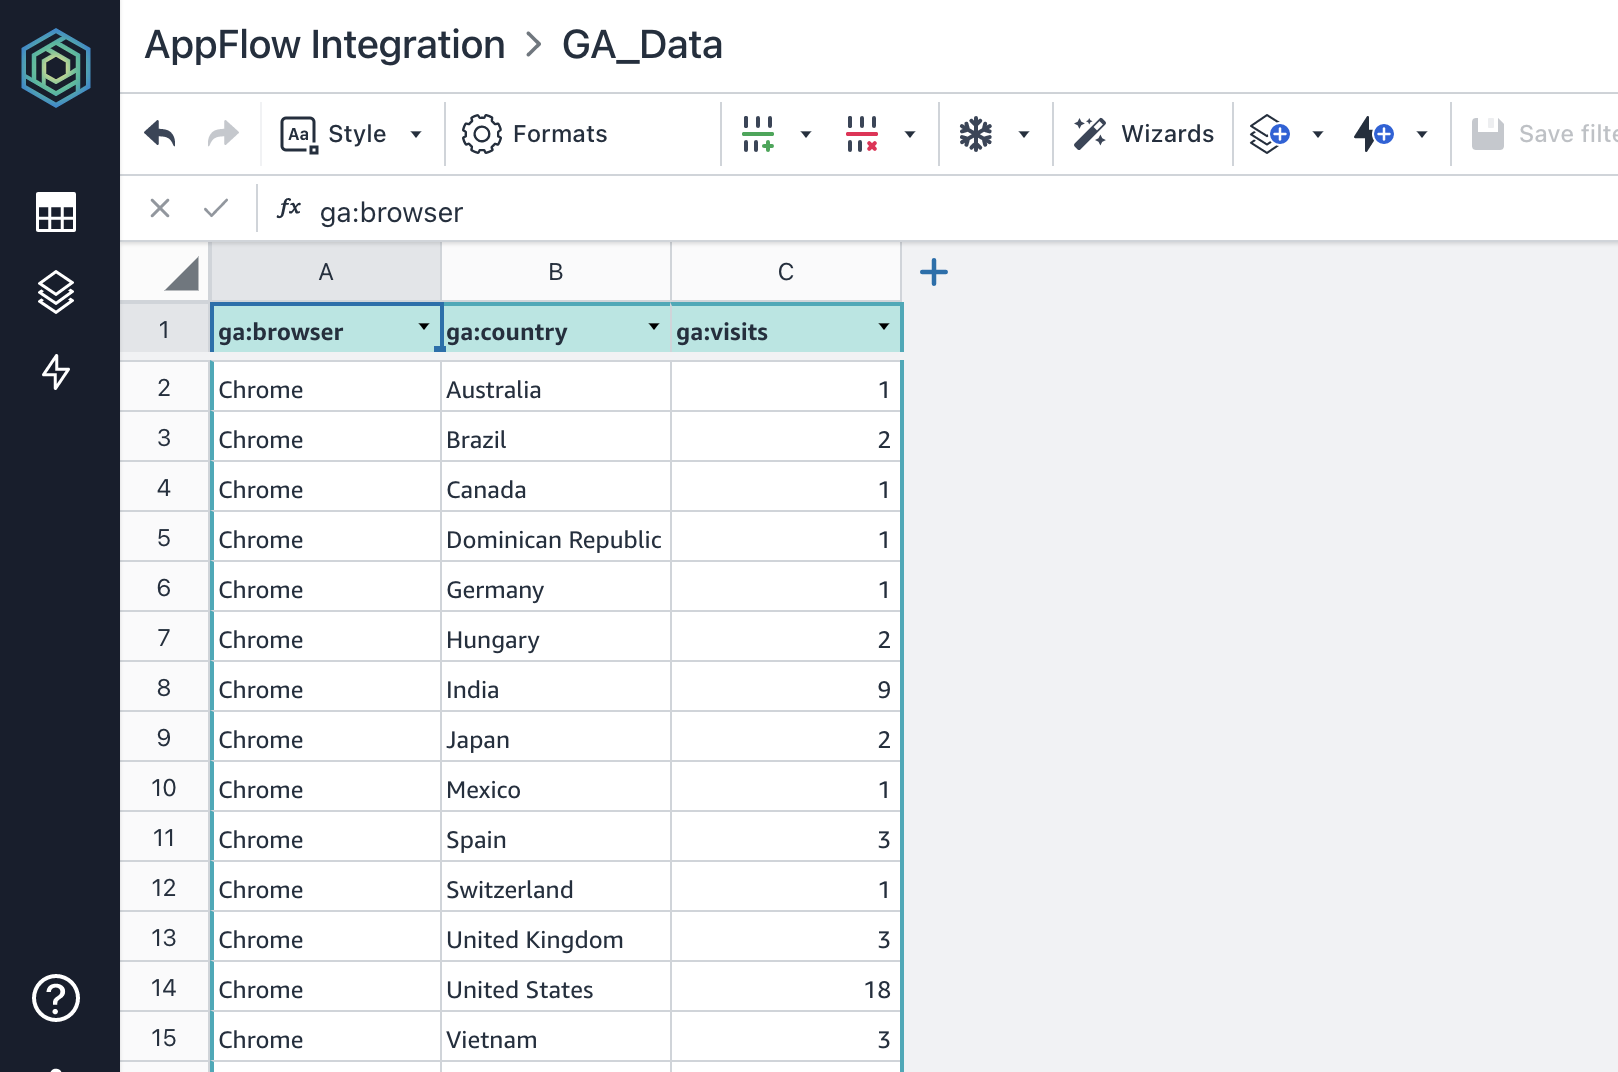 AppFlow Integration > GA_Data
Aa Style Formats Wizards Save filte
fx ga:browser
A B C
1 ga:browser ga:country ga:visits
2 Chrome Australia 1
3 Chrome Brazil 2
4 Chrome Canada 1
5 Chrome Dominican Republic 1
6 Chrome Germany 1
7 Chrome Hungary 2
8 Chrome India 9
9 Chrome Japan 2
10 Chrome Mexico 1
11 Chrome Spain 3
12 Chrome Switzerland 1
13 Chrome United Kingdom 3
14 Chrome United States 18
15 Chrome Vietnam 3